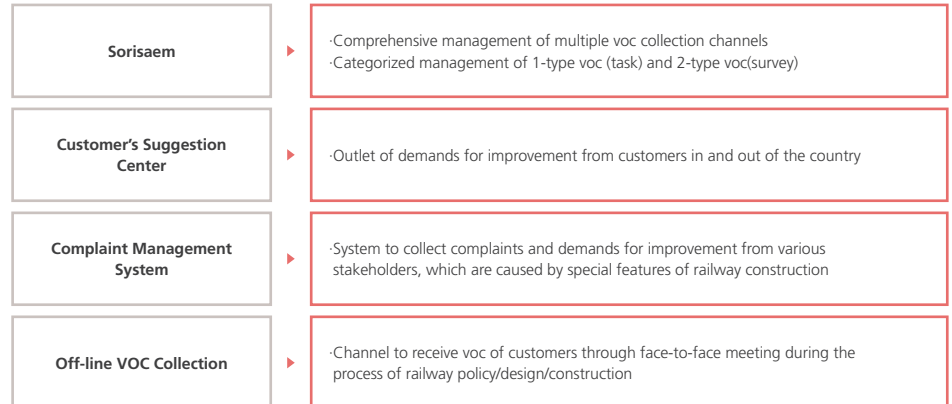 Sorisaem
·Comprehensive management of multiple voc collection channels
·Categorized management of 1-type voc (task) and 2-type voc(survey)
Customer's Suggestion
Center
·Outlet of demands for improvement from customers in and out of the country
Complaint Management
System
·System to collect complaints and demands for improvement from various
stakeholders, which are caused by special features of railway construction
Off-line VOC Collection
·Channel to receive voc of customers through face-to-face meeting during the
process of railway policy/design/construction